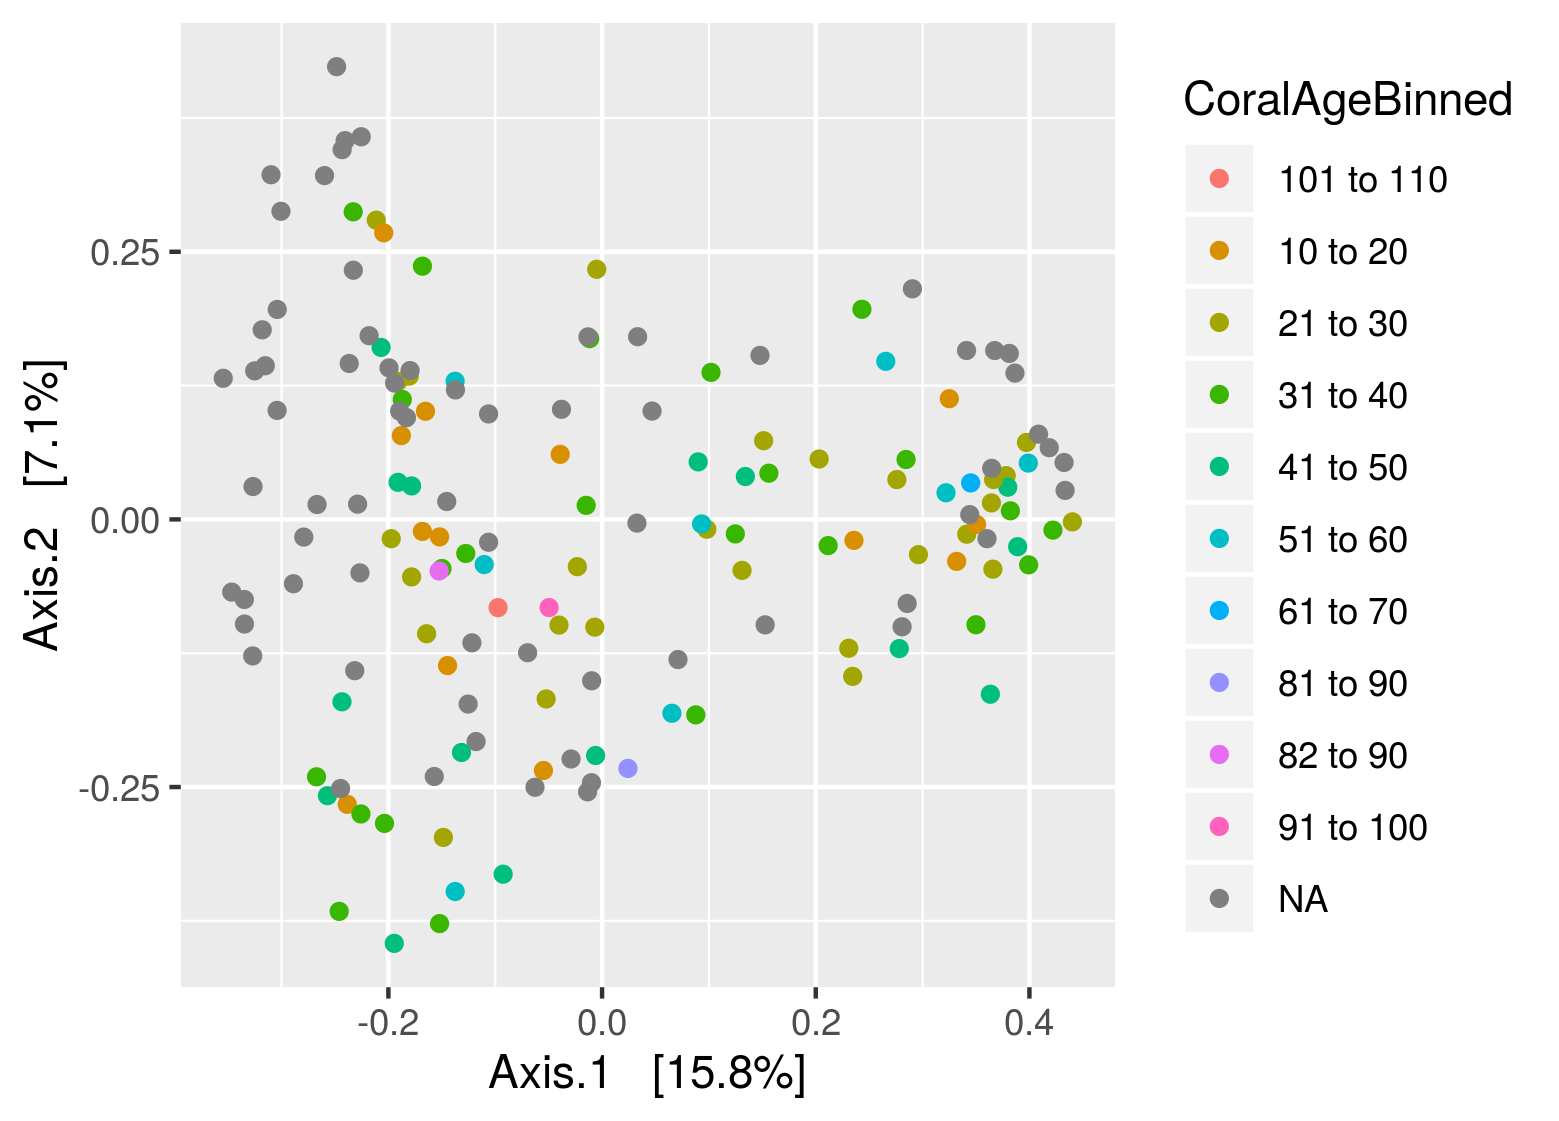 CoralAgeBinned
101 to 110
10 to 20
21 to 30
31 to 40
41 to 50
51 to 60
61 to 70
81 to 90
82 to 90
91 to 100
NA
Axis.2 [7.1%]
0.25
0.00
-0.25
-0.2 0.0 0.2 0.4
Axis.1 [15.8%]